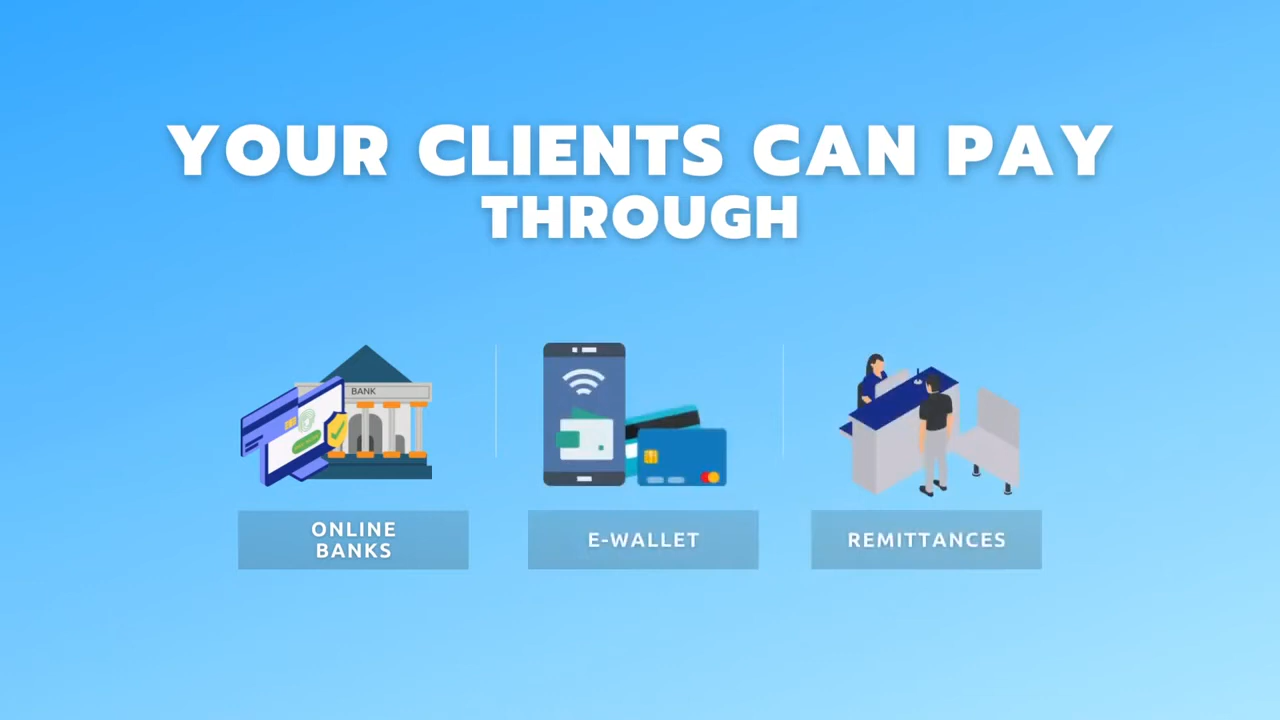 YOUR CLIENTS CAN PAY
THROUGH
BANK
ONLINE
BANKS
E-WALLET
REMITTANCES